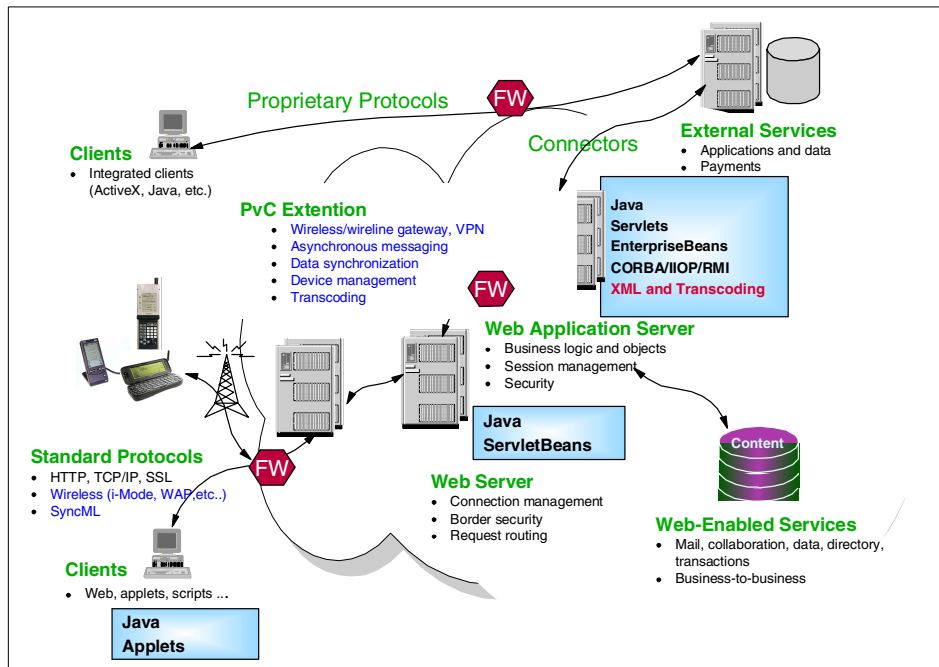 FW
Proprietary Protocols
Connectors
External Services
• Applications and data
• Payments
Clients
• Integrated clients
(ActiveX, Java, etc.)
Java
Servlets
EnterpriseBeans
CORBA/IIOP/RMI
XML and Transcoding
PvC Extention
• Wireless/wireline gateway, VPN
• Asynchronous messaging
• Data synchronization
• Device management
• Transcoding
FW
Web Application Server
• Business logic and objects
• Session management
• Security
Java
ServletBeans
Content
Standard Protocols
• HTTP, TCP/IP, SSL
• Wireless (i-Mode, WAP,etc..)
• SyncML
FW
Web Server
• Connection management
• Border security
• Request routing
Web-Enabled Services
• Mail, collaboration, data, directory,
transactions
• Business-to-business
Clients
• Web, applets, scripts ...
Java
Applets